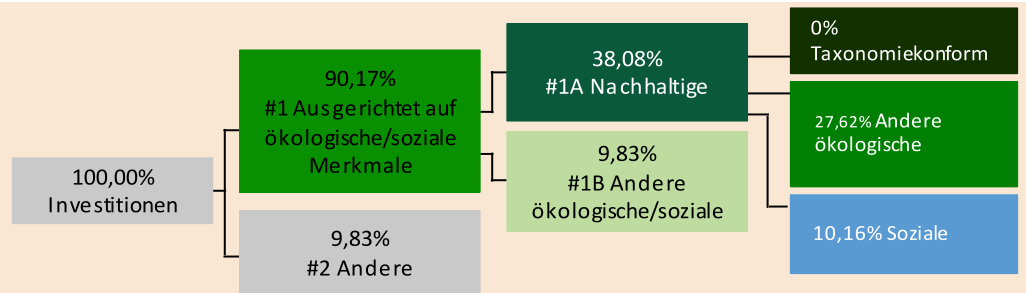 100,00%
Investitionen
90,17%
#1 Ausgerichtet auf
ökologische/soziale
Merkmale
9,83%
#2 Andere
38,08%
#1A Nachhaltige
9,83%
#1B Andere
ökologische/soziale
0%
Taxonomiekonform
27,62% Andere
ökologische
10,16% Soziale